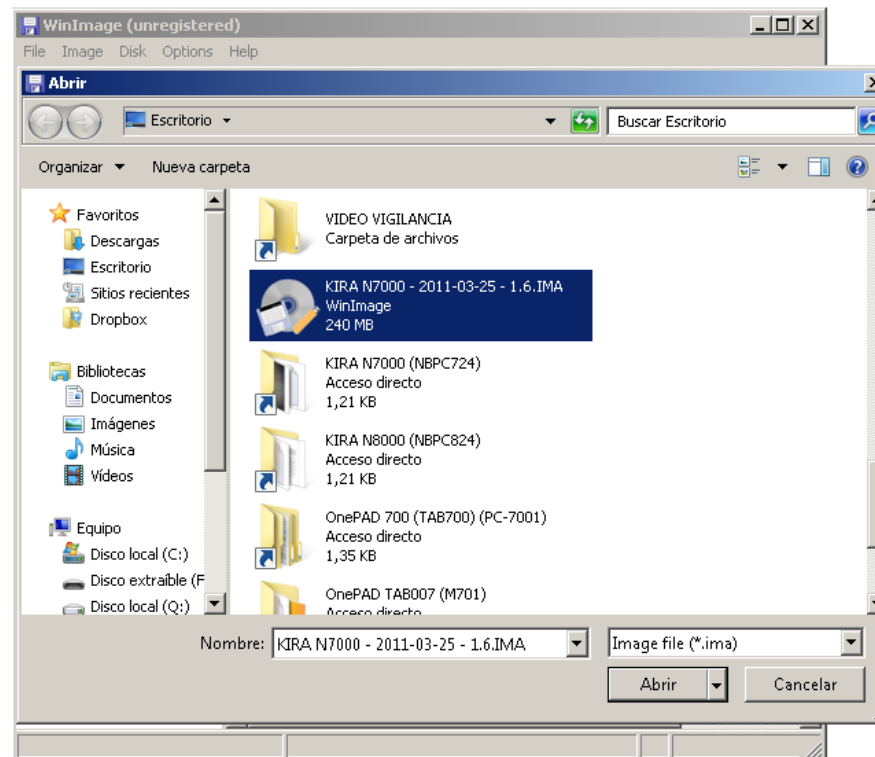 WinImage (unregistered)
File Image Disk Options Help
Abrir
Escritorio
Buscar Escritorio
Organizar Nueva carpeta
Favoritos
Descargas
Escritorio
Sitios recientes
Dropbox
Bibliotecas
Documentos
Imágenes
Música
Vídeos
Equipo
Disco local (C:)
Disco extraíble (F
Disco local (Q:)
VIDEO VIGILANCIA
Carpeta de archivos
KIRA N7000 - 2011-03-25 - 1.6.IMA
WinImage
240 MB
KIRA N7000 (NBPC724)
Acceso directo
1,21 KB
KIRA N8000 (NBPC824)
Acceso directo
1,21 KB
OnePAD 700 (TAB700) (PC-7001)
Acceso directo
1,35 KB
OnePAD TAB007 (M701)
Acceso directo
Nombre: KIRA N7000 - 2011-03-25 - 1.6.IMA
Image file (*.ima)
Abrir
Cancelar